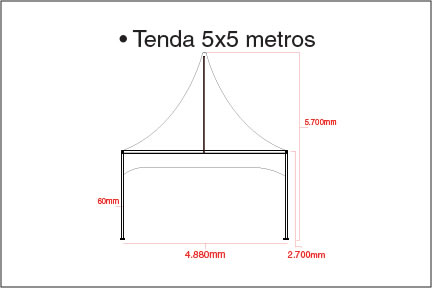 • Tenda 5x5 metros
5.700mm
60mm
4.880mm
2.700mm